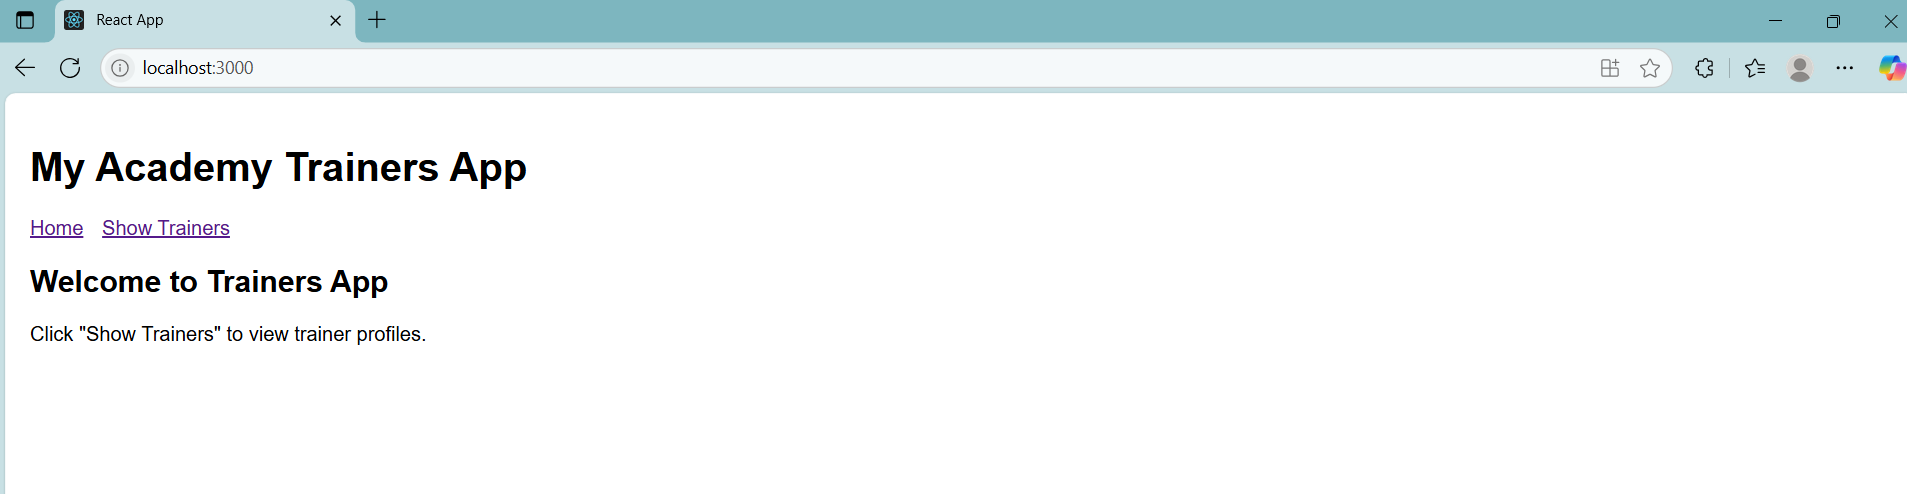 React App
localhost:3000
My Academy Trainers App
Home Show Trainers
Welcome to Trainers App
Click "Show Trainers" to view trainer profiles.